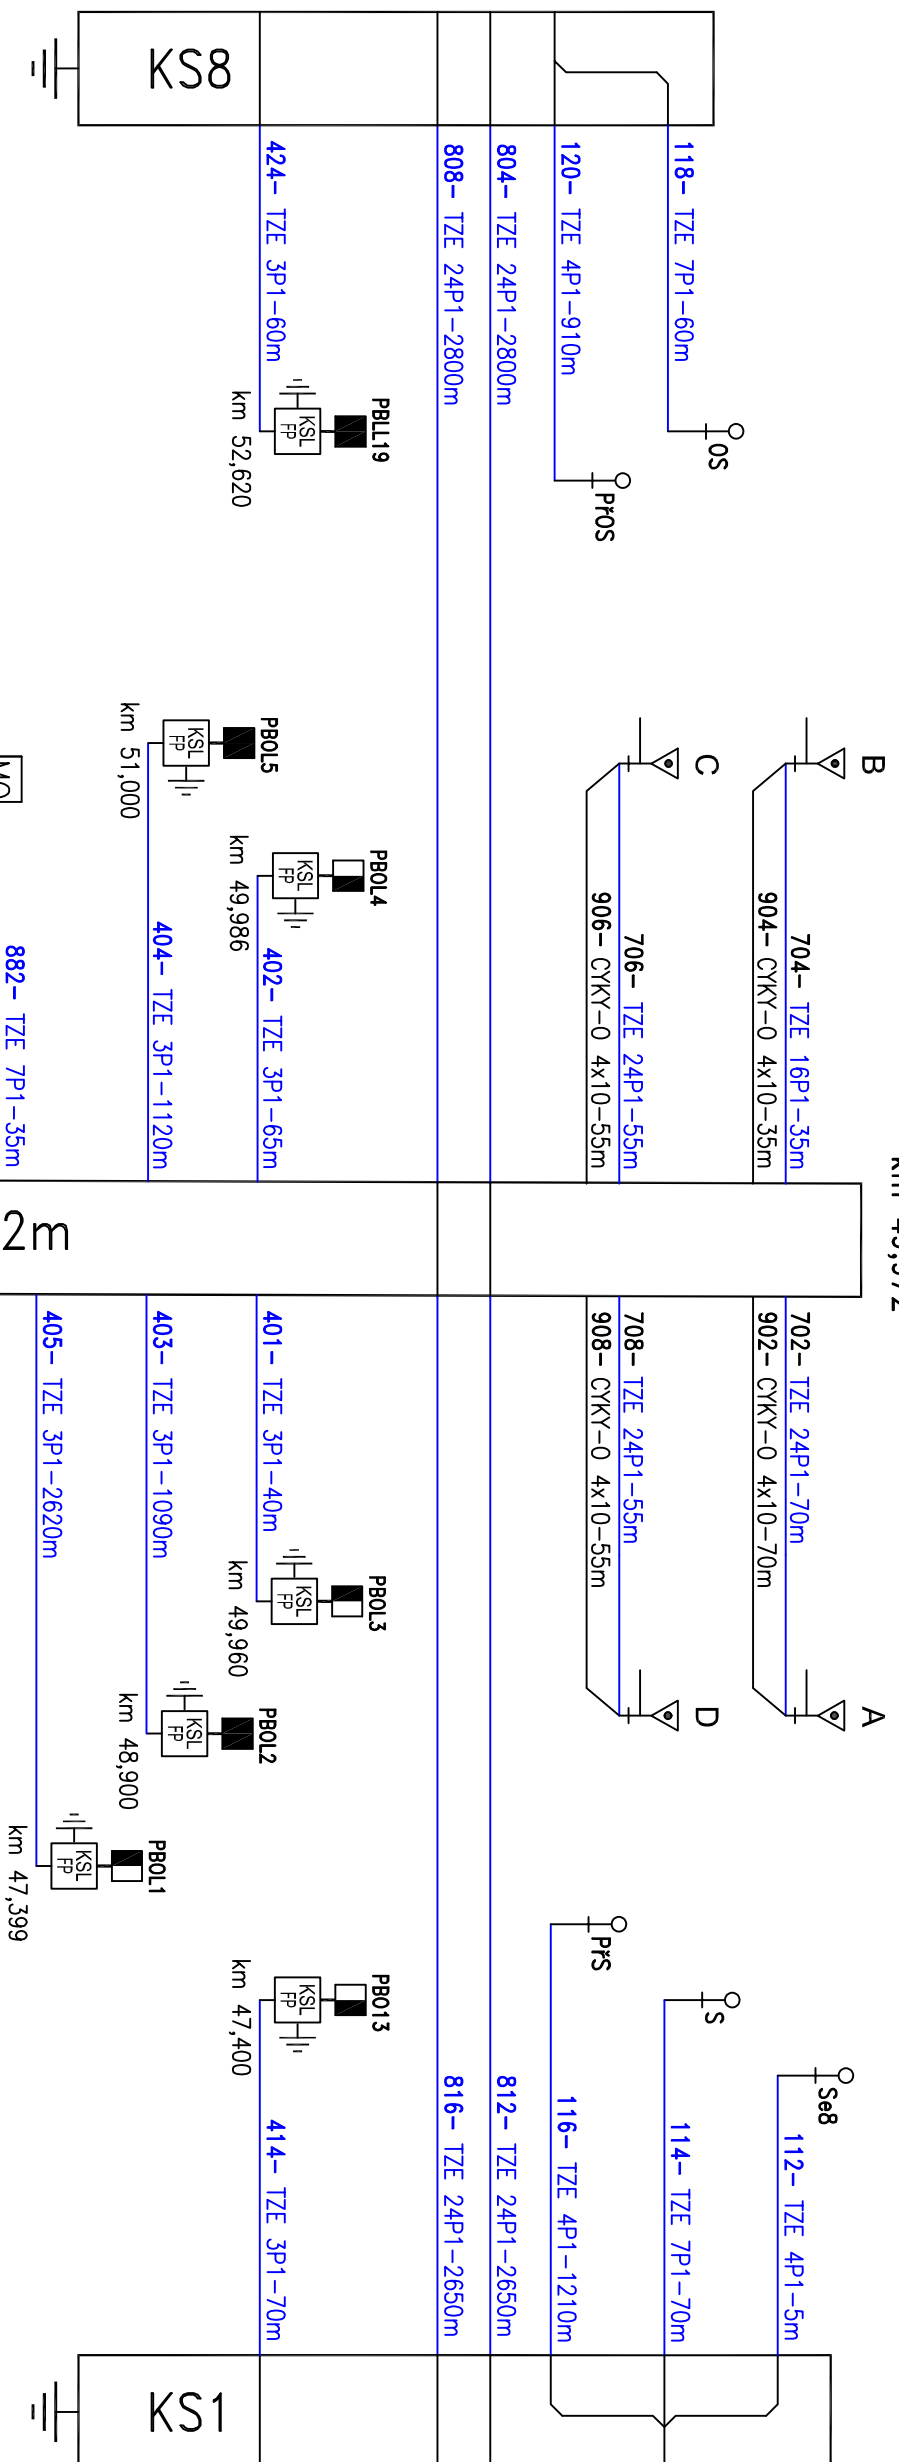 KS8
424- TZE 3P1-60m
808- TZE 24P1-2800m
804- TZE 24P1-2800m
120- TZE 4P1-910m
118- TZE 7P1-60m
OS
PřOS
PBLL19
KSL
FP
km 52,620
B
C
PBOL5
KSL
FP
km 51,000
PBOL4
KSL
FP
km 49,986
704- TZE 16P1-35m
904- CYKY-O 4x10-35m
706- TZE 24P1-55m
906- CYKY-O 4x10-55m
402- TZE 3P1-65m
404- TZE 3P1-1120m
882- TZE 7P1-35m
2m
702- TZE 24P1-70m
902- CYKY-O 4x10-70m
708- TZE 24P1-55m
908- CYKY-O 4x10-55m
401- TZE 3P1-40m
403- TZE 3P1-1090m
405- TZE 3P1-2620m
PBOL3
KSL
FP
km 49,960
A
D
PBOL2
KSL
FP
km 48,900
PBOL1
KSL
FP
km 47,399
PřS
S
Se8
PBO13
KSL
FP
km 47,400
112- TZE 4P1-5m
114- TZE 7P1-70m
116- TZE 4P1-1210m
812- TZE 24P1-2650m
816- TZE 24P1-2650m
414- TZE 3P1-70m
KS1